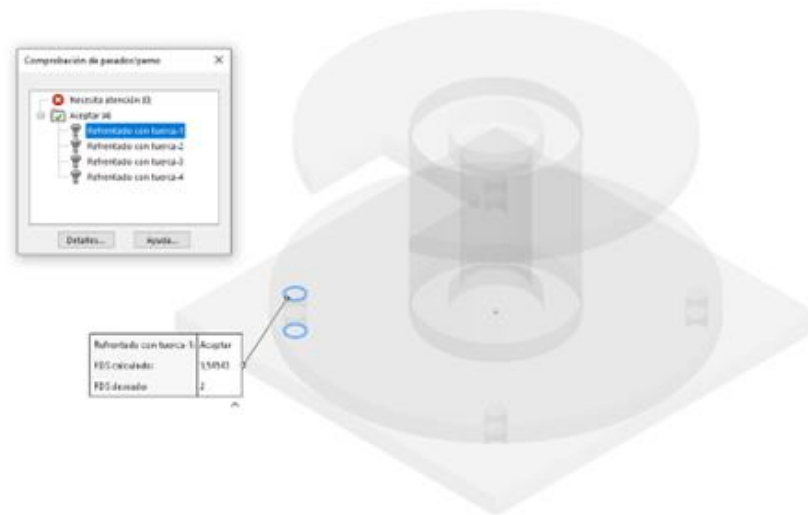 Comprobación de pasador/perno
Necesita atención (0)
Aceptar (4)
Refrentado con tuerca-1
Refrentado con tuerca-2
Refrentado con tuerca-3
Refrentado con tuerca-4
Detalles...
Ayuda...
Refrentado con tuerca-1: Aceptar
FDS calculado:
FDS deseado: 2